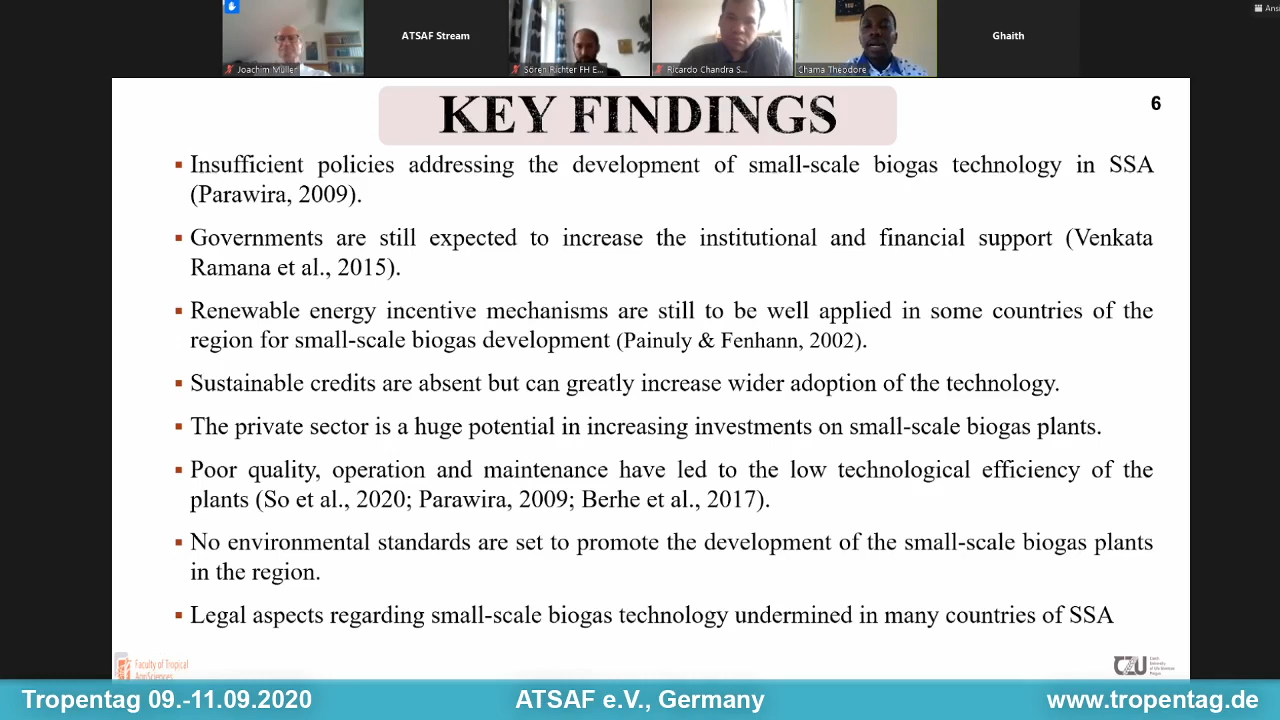 Ans
ATSAF Stream
Ghaith
Joachim Müller
Sören Richter FH E...
Ricardo Chandra S...
Chama Theodore
KEY FINDINGS
6
Insufficient policies addressing the development of small-scale biogas technology in SSA
(Parawira, 2009).
Governments are still expected to increase the institutional and financial support (Venkata
Ramana et al., 2015).
Renewable energy incentive mechanisms are still to be well applied in some countries of the
region for small-scale biogas development (Painuly & Fenhann, 2002).
Sustainable credits are absent but can greatly increase wider adoption of the technology.
The private sector is a huge potential in increasing investments on small-scale biogas plants.
Poor quality, operation and maintenance have led to the low technological efficiency of the
plants (So et al., 2020; Parawira, 2009; Berhe et al., 2017).
No environmental standards are set to promote the development of the small-scale biogas plants
in the region.
Legal aspects regarding small-scale biogas technology undermined in many countries of SSA
Faculty of Tropical
AgriSciences
CZU
Tropentag 09.-11.09.2020
ATSAF e.V., Germany
www.tropentag.de